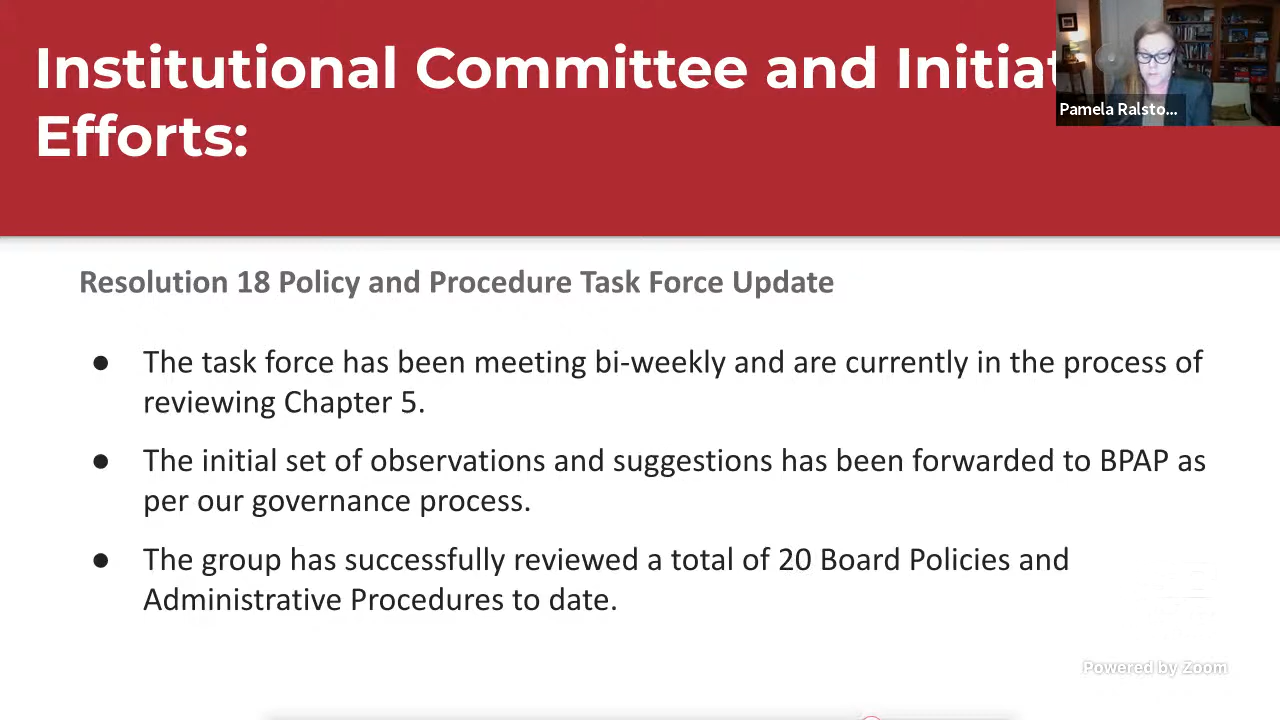 Institutional Committee and Initiat
Efforts:
Pamela Ralsto...
Resolution 18 Policy and Procedure Task Force Update
● The task force has been meeting bi-weekly and are currently in the process of
reviewing Chapter 5.
● The initial set of observations and suggestions has been forwarded to BPAP as
per our governance process.
● The group has successfully reviewed a total of 20 Board Policies and
Administrative Procedures to date.
Powered by Zoom